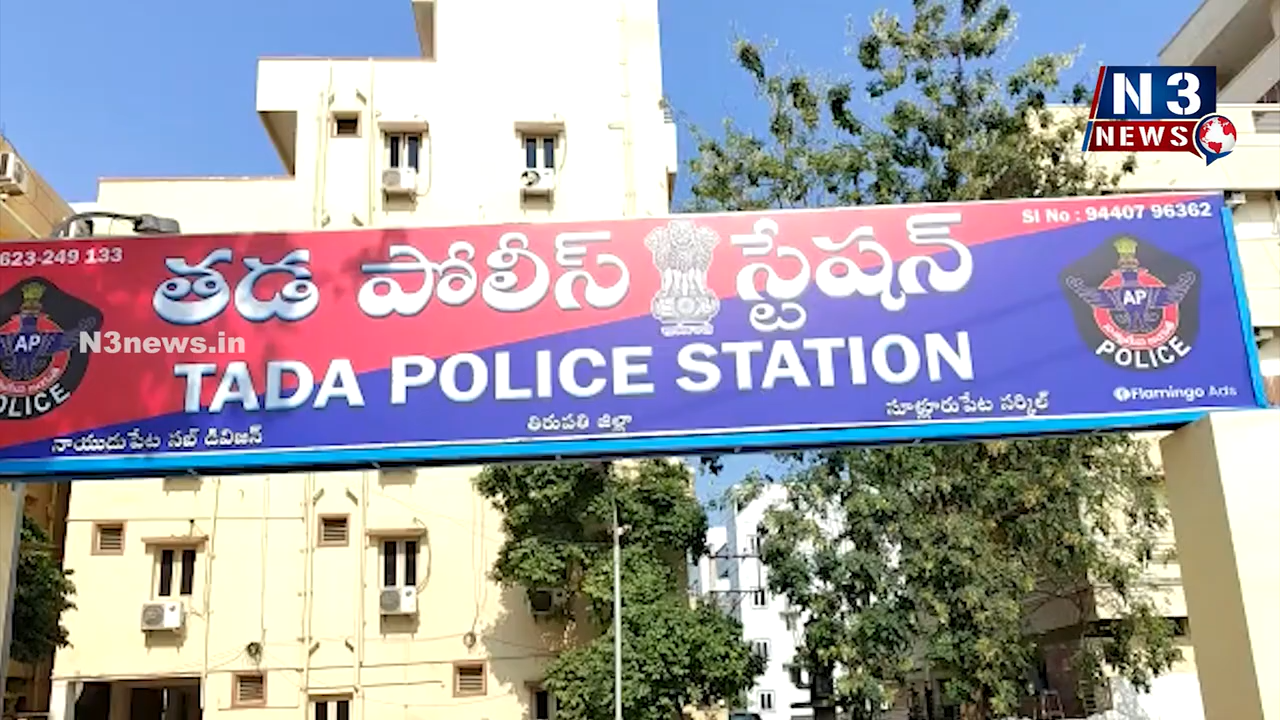 N3
NEWS
623 249 133
SI No : 94407 96362
తడ పోలీస్ స్టేషన్
AP
POLICE
AP
POLICE
N3news.in
TADA POLICE STATION
Flamingo Ads
నాయుడుపేట సబ్ డివిజన్
తిరుపతి జిల్లా
సూళ్లూరుపేట సర్కిల్